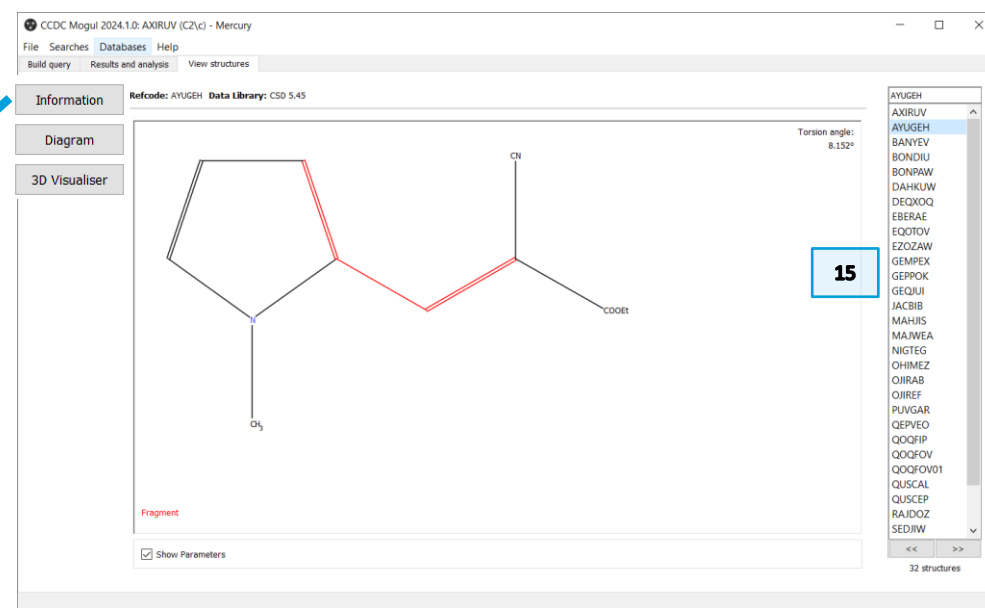 CCDC Mogul 2024.1.0: AXIRUV (C2\c) - Mercury
File Searches Databases Help
Build query Results and analysis View structures
Information
Diagram
3D Visualiser
Refcode: AYUGEH Data Library: CSD 5.45
Torsion angle:
8.152°
CN
COOEt
N
CH3
Fragment
Show Parameters
15
AYUGEH
AXIRUV
AYUGEH
BANYEV
BONDIU
BONPAW
DAHKUW
DEQXOQ
EBERAE
EQOTOV
EZOZAW
GEMPEX
GEPPOK
GEQJUI
JACBIB
MAHJIS
MAJWEA
NIGTEG
OHIMEZ
OJIRAB
OJIREF
PUVGAR
QEPVEO
QOQFIP
QOQFOV
QOQFOV01
QUSCAL
QUSCEP
RAJDOZ
SEDJIW
<< >>
32 structures